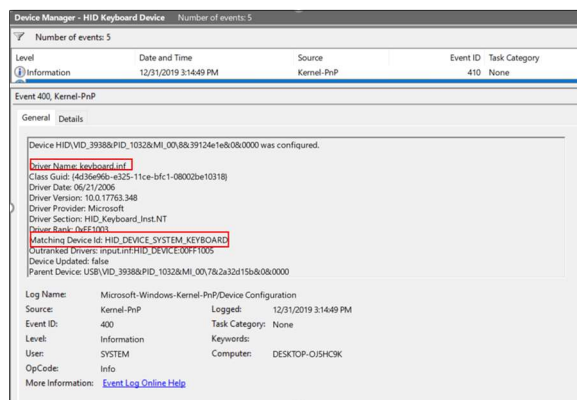 Device Manager - HID Keyboard Device Number of events: 5
Number of events: 5
Level Date and Time Source Event ID Task Category
Information 12/31/2019 3:14:49 PM Kernel-PnP 410 None
Event 400, Kernel-PnP
General Details
Device HID\VID_3938&PID_1032&MI_00\8&39124e1e&0&0000 was configured.
Driver Name: keyboard.inf
Class Guid: {4d36e96b-e325-11ce-bfc1-08002be10318}
Driver Date: 06/21/2006
Driver Version: 10.0.17763.348
Driver Provider: Microsoft
Driver Section: HID_Keyboard_Inst.NT
Driver Rank: 0xFF1003
Matching Device Id: HID_DEVICE_SYSTEM_KEYBOARD
Outranked Drivers: input.inf:HID_DEVICE:00FF1005
Device Updated: false
Parent Device: USB\VID_3938&PID_1032&MI_00\7&2a32d15b&0&0000
Log Name: Microsoft-Windows-Kernel-PnP/Device Configuration
Source: Kernel-PnP Logged: 12/31/2019 3:14:49 PM
Event ID: 400 Task Category: None
Level: Information Keywords:
User: SYSTEM Computer: DESKTOP-OJ5HC9K
OpCode: Info
More Information: Event Log Online Help